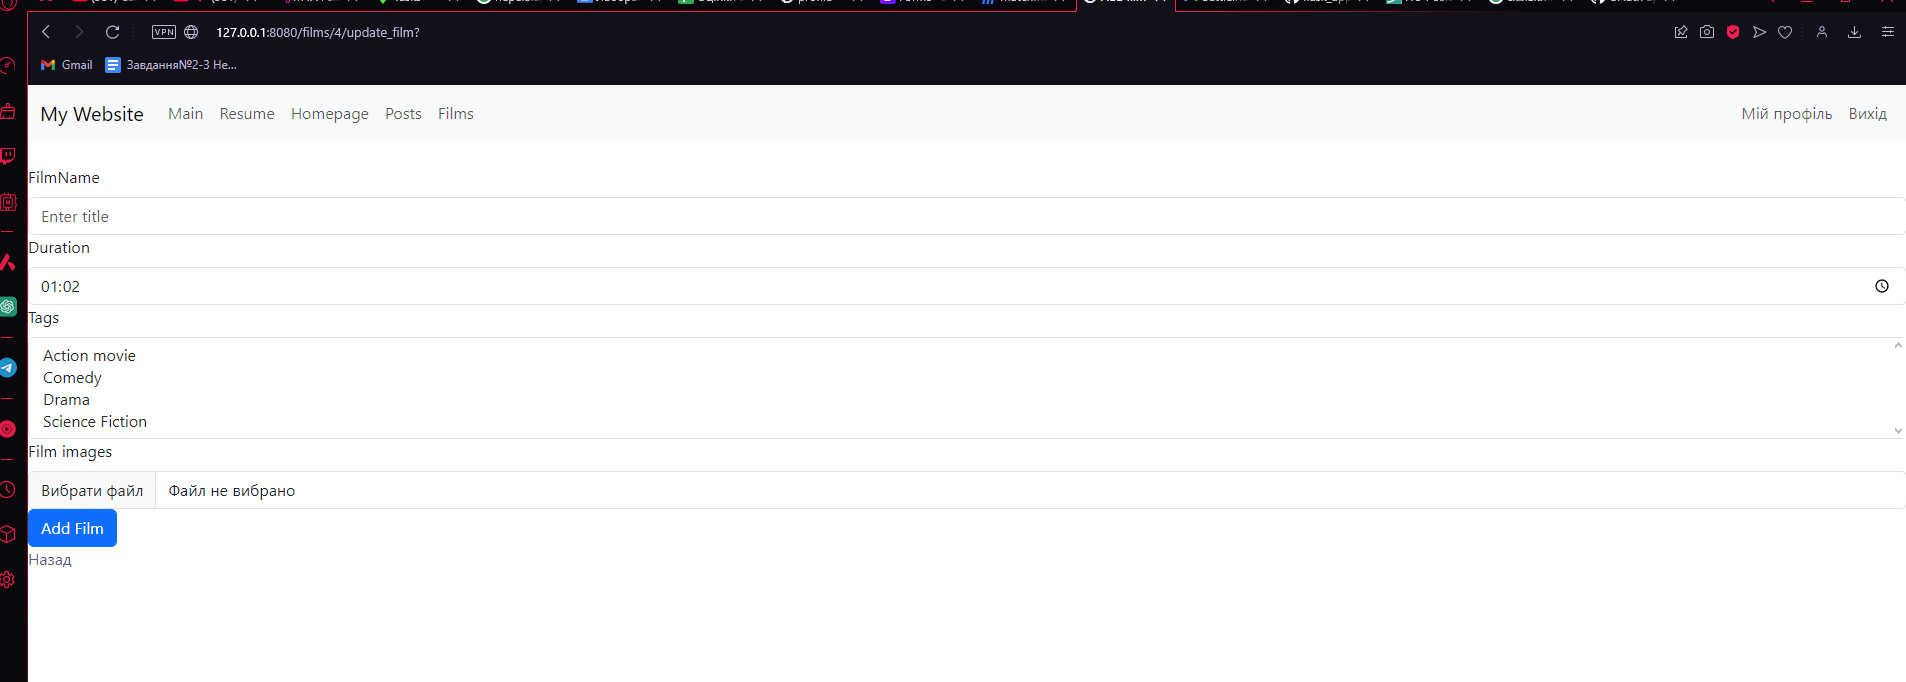 VPN 127.0.0.1:8080/films/4/update_film?
Gmail Завдання№2-3 Не...
My Website Main Resume Homepage Posts Films Мій профіль Вихід
FilmName
Enter title
Duration
01:02
Tags
Action movie
Comedy
Drama
Science Fiction
Film images
Вибрати файл Файл не вибрано
Add Film
Назад